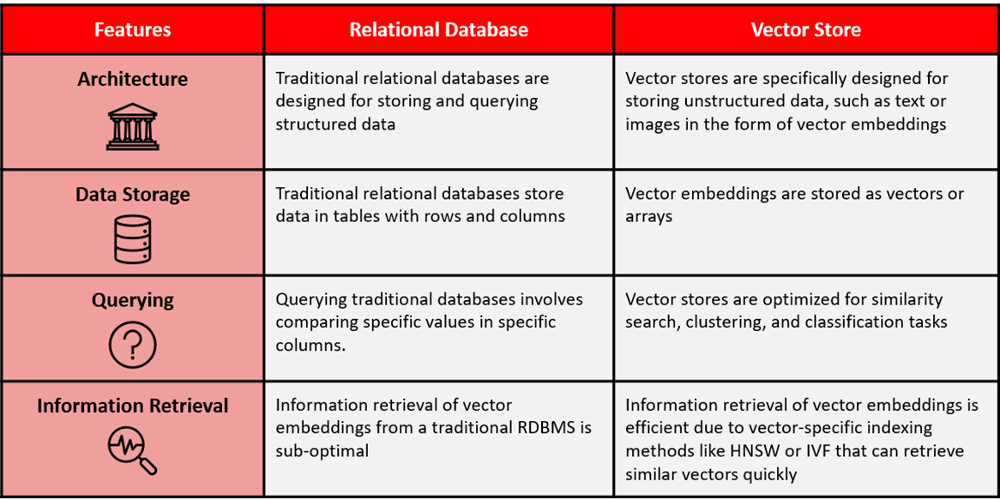 Features
Relational Database
Vector Store
Architecture
Traditional relational databases are
designed for storing and querying
structured data
Vector stores are specifically designed for
storing unstructured data, such as text or
images in the form of vector embeddings
Data Storage
Traditional relational databases store
data in tables with rows and columns
Vector embeddings are stored as vectors or
arrays
Querying
Querying traditional databases involves
comparing specific values in specific
columns.
Vector stores are optimized for similarity
search, clustering, and classification tasks
Information Retrieval
Information retrieval of vector
embeddings from a traditional RDBMS is
sub-optimal
Information retrieval of vector embeddings is
efficient due to vector-specific indexing
methods like HNSW or IVF that can retrieve
similar vectors quickly